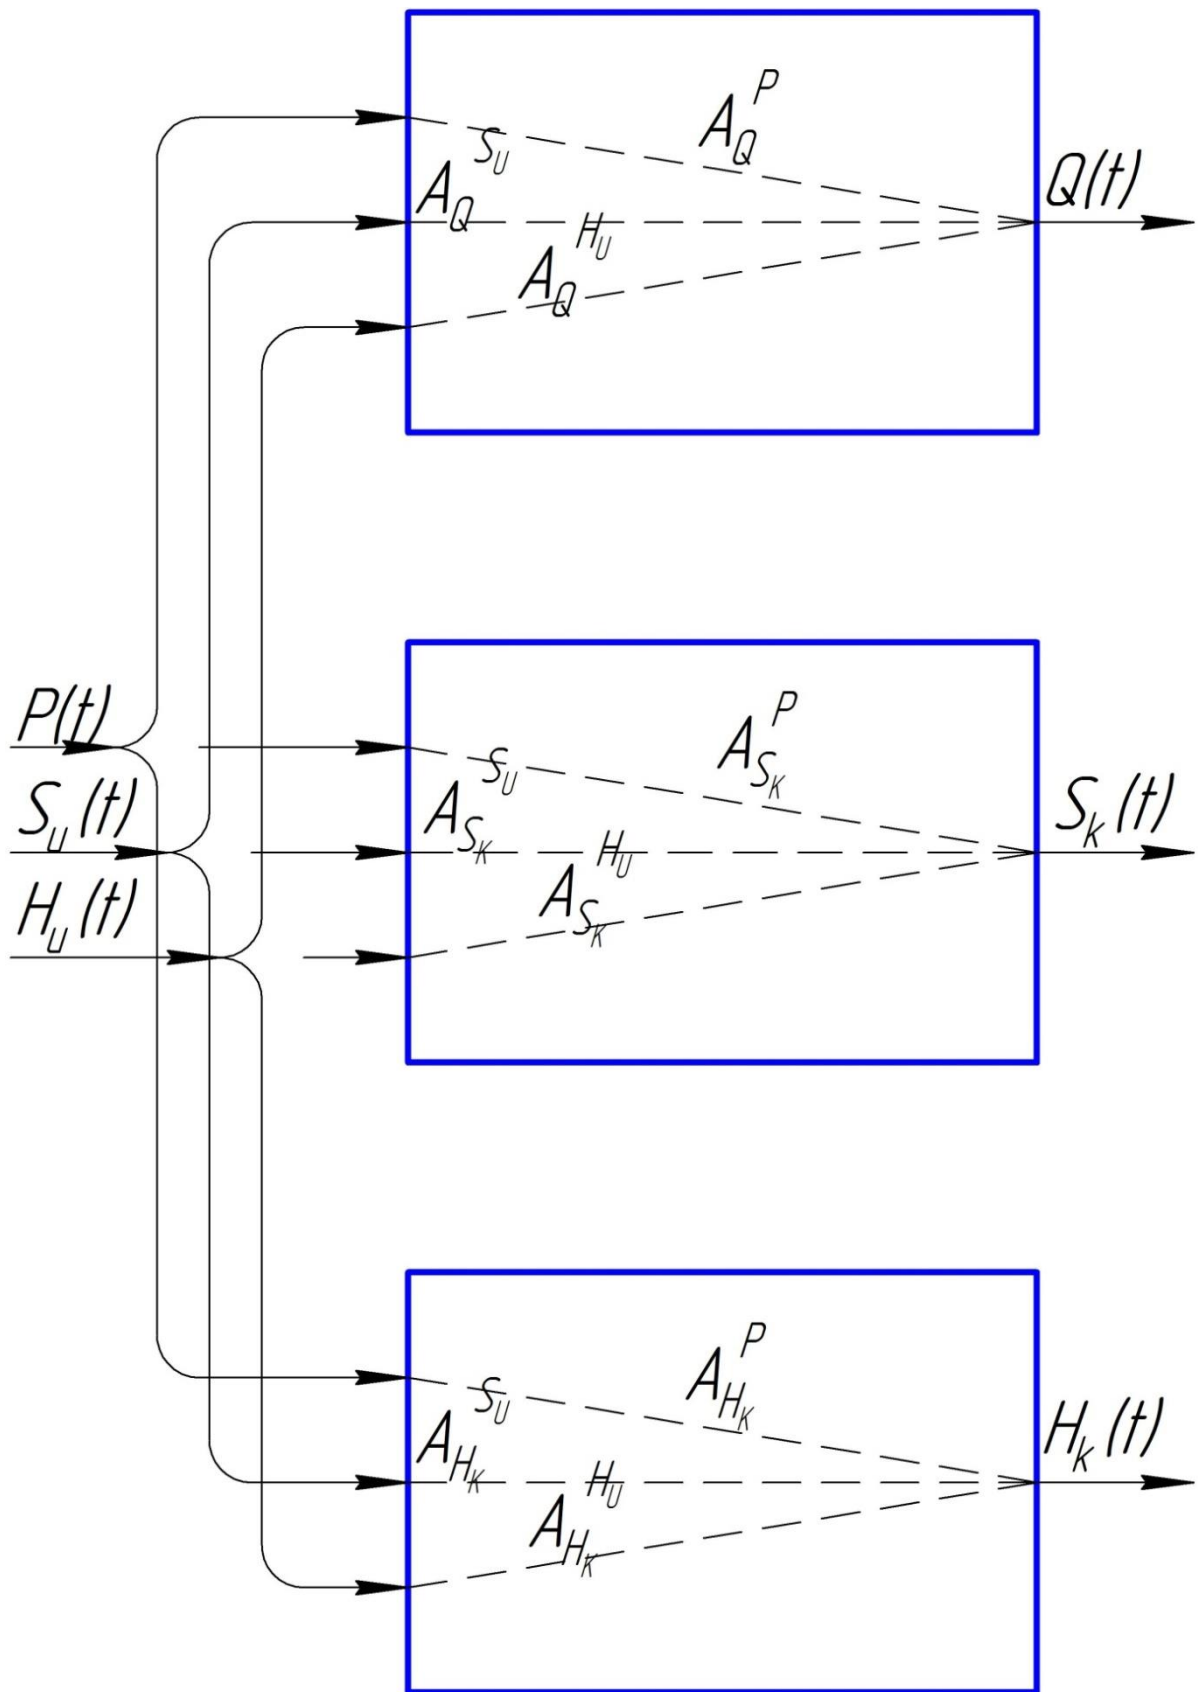 A_Q^P
A_Q^{S_U}
Q(t)
A_Q^{H_U}
P(t)
A_{S_K}^P
S_u(t)
A_{S_K}^{S_U}
S_k(t)
H_u(t)
A_{S_K}^{H_U}
A_{H_K}^P
A_{H_K}^{S_U}
H_k(t)
A_{H_K}^{H_U}